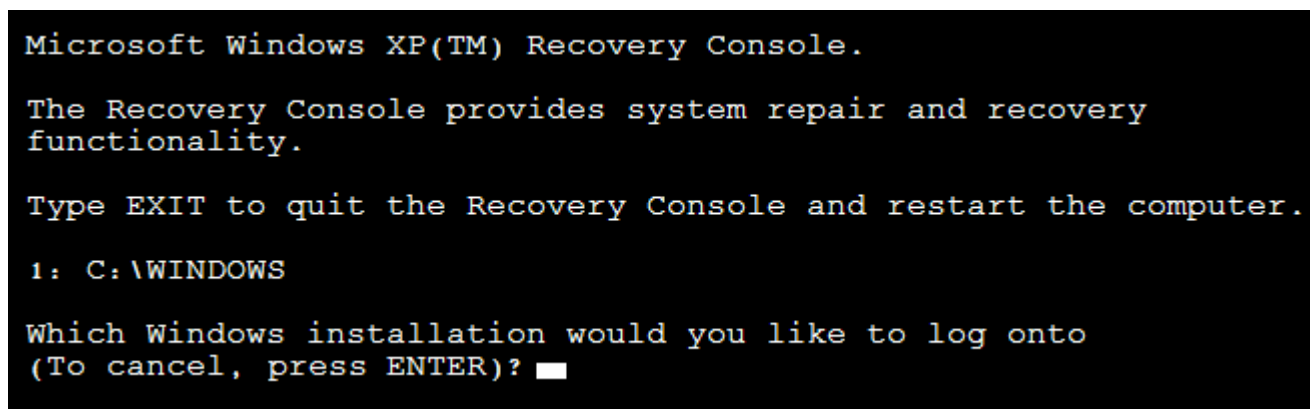 Microsoft Windows XP(TM) Recovery Console.
The Recovery Console provides system repair and recovery
functionality.
Type EXIT to quit the Recovery Console and restart the computer.
1: C:\WINDOWS
Which Windows installation would you like to log onto
(To cancel, press ENTER)?